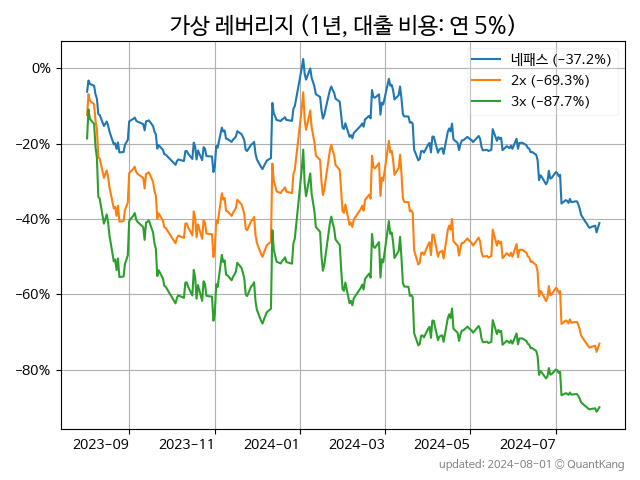 가상 레버리지 (1년, 대출 비용: 연 5%)
네패스 (−37.2%)
2x (−69.3%)
3x (−87.7%)
0%
−20%
−40%
−60%
−80%
2023-09 2023-11 2024-01 2024-03 2024-05 2024-07
updated: 2024-08-01 © QuantKang